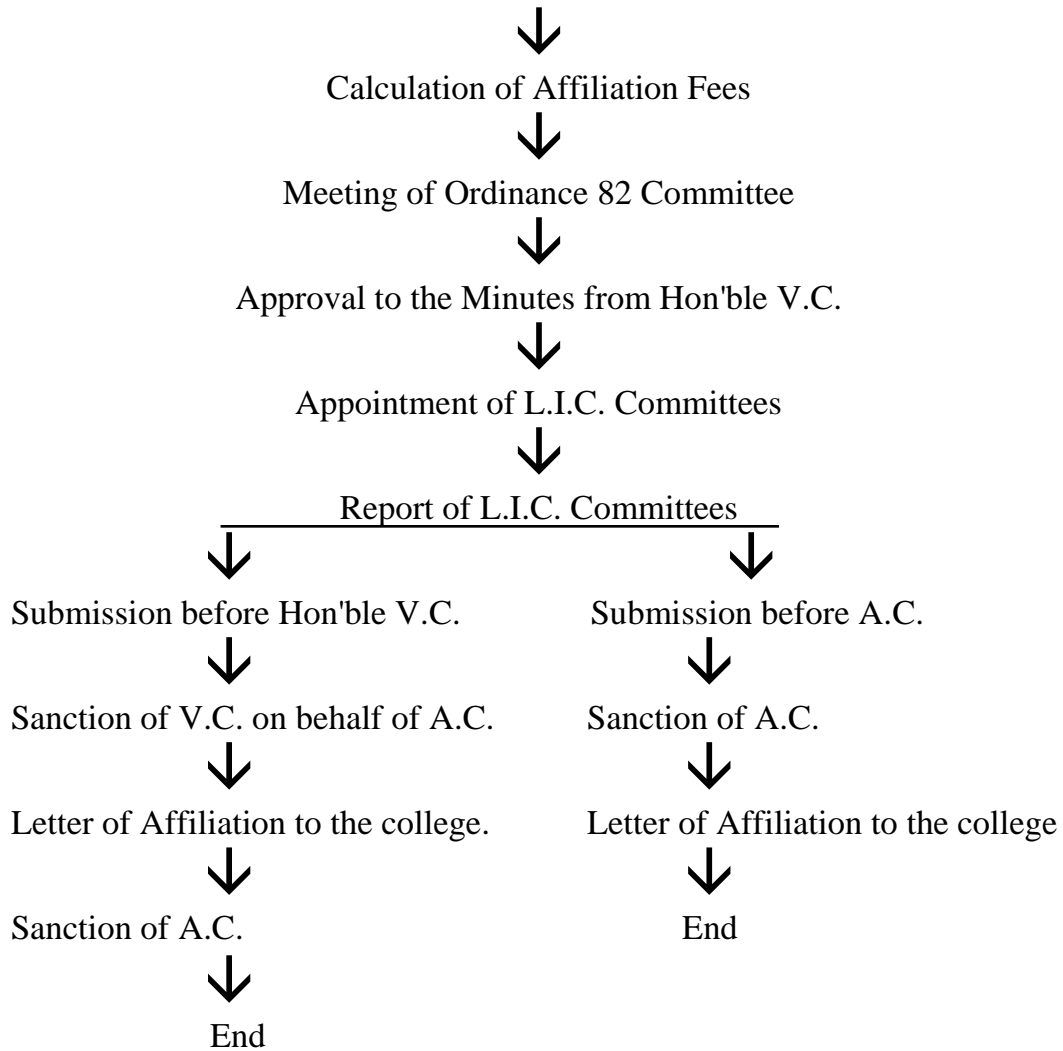 Calculation of Affiliation Fees
Meeting of Ordinance 82 Committee
Approval to the Minutes from Hon'ble V.C.
Appointment of L.I.C. Committees
Report of L.I.C. Committees
Submission before Hon'ble V.C.
Submission before A.C.
Sanction of V.C. on behalf of A.C.
Sanction of A.C.
Letter of Affiliation to the college.
Letter of Affiliation to the college
Sanction of A.C.
End
End